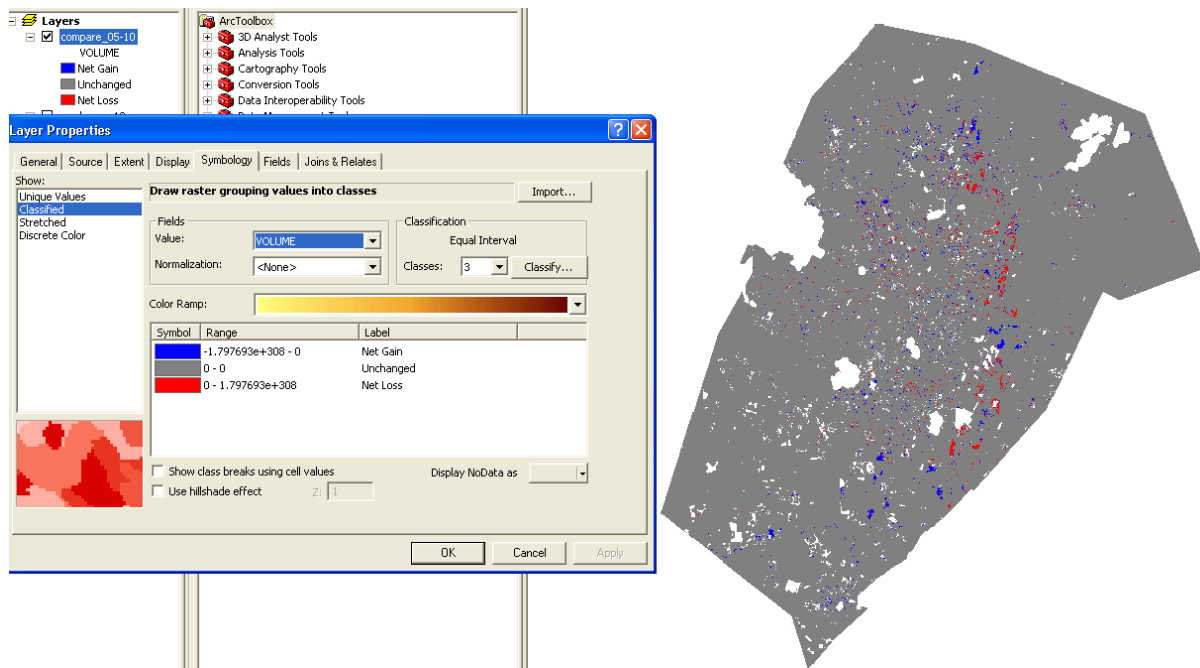 Layers
compare_05-10
VOLUME
Net Gain
Unchanged
Net Loss
ArcToolbox
3D Analyst Tools
Analysis Tools
Cartography Tools
Conversion Tools
Data Interoperability Tools
Layer Properties
General Source Extent Display Symbology Fields Joins & Relates
Show:
Unique Values
Classified
Stretched
Discrete Color
Draw raster grouping values into classes
Import...
Fields
Value: VOLUME
Normalization: <None>
Classification
Equal Interval
Classes: 3 Classify...
Color Ramp:
Symbol Range Label
-1.797693e+308 - 0 Net Gain
0 - 0 Unchanged
0 - 1.797693e+308 Net Loss
Show class breaks using cell values
Display NoData as
Use hillshade effect Z: 1
OK Cancel Apply